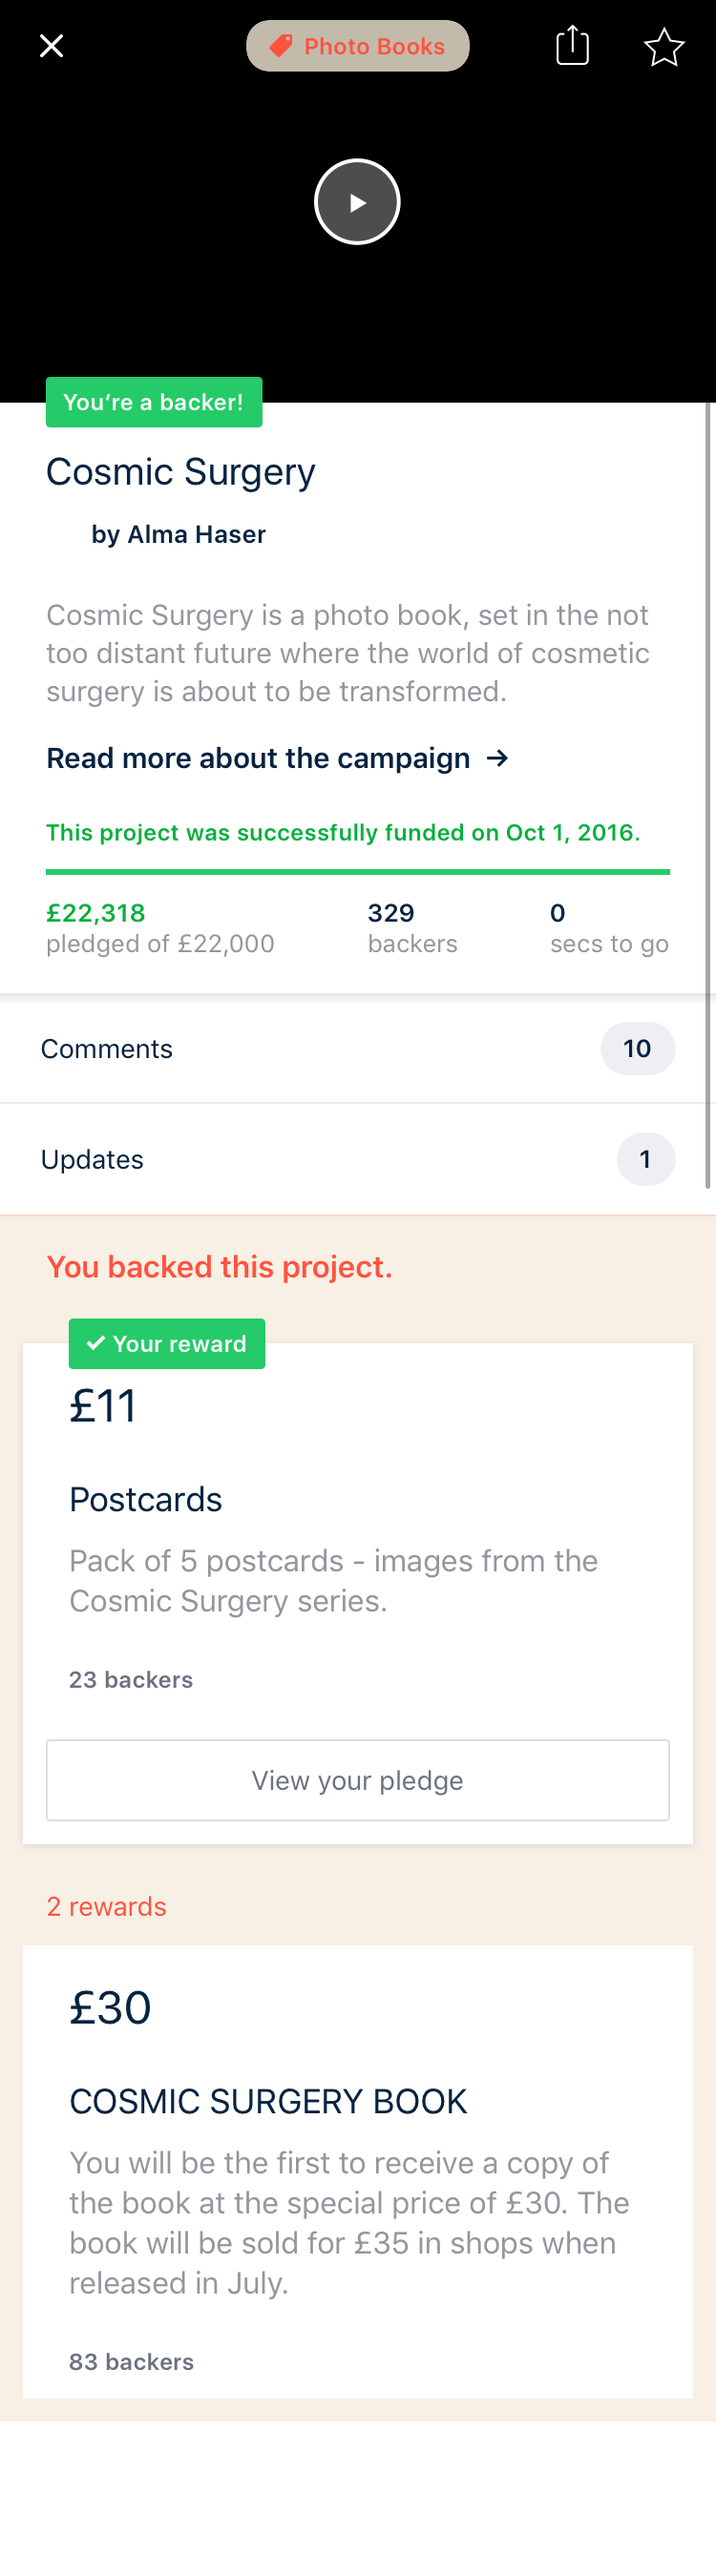 Photo Books
You’re a backer!
Cosmic Surgery
by Alma Haser
Cosmic Surgery is a photo book, set in the not
too distant future where the world of cosmetic
surgery is about to be transformed.
Read more about the campaign →
This project was successfully funded on Oct 1, 2016.
£22,318 329 0
pledged of £22,000 backers secs to go
Comments 10
Updates 1
You backed this project.
✓ Your reward
£11
Postcards
Pack of 5 postcards - images from the
Cosmic Surgery series.
23 backers
View your pledge
2 rewards
£30
COSMIC SURGERY BOOK
You will be the first to receive a copy of
the book at the special price of £30. The
book will be sold for £35 in shops when
released in July.
83 backers